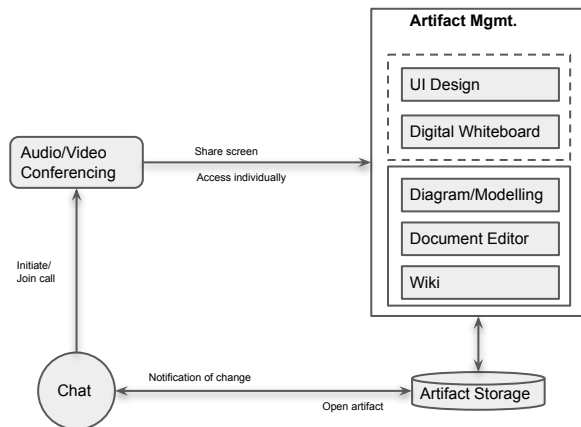 Artifact Mgmt.
UI Design
Digital Whiteboard
Audio/Video
Conferencing
Share screen
Access individually
Diagram/Modelling
Document Editor
Wiki
Initiate/
Join call
Chat
Notification of change
Open artifact
Artifact Storage